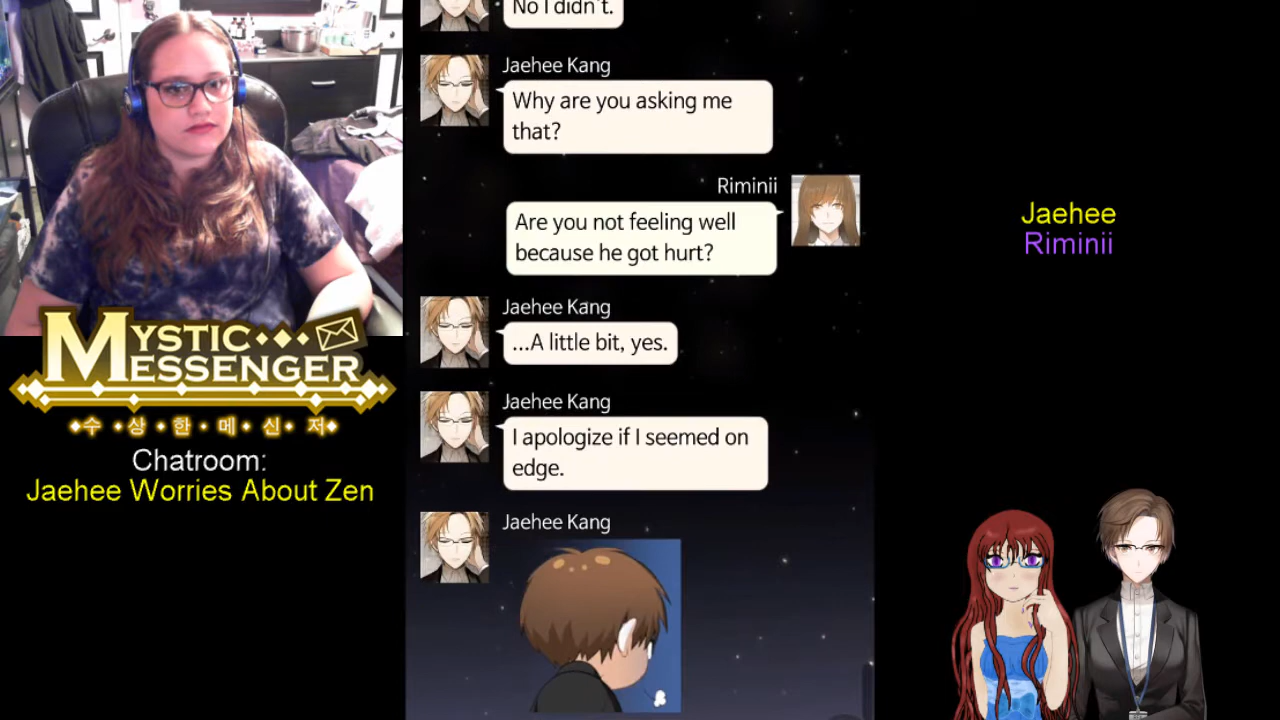 No I didn't.
Jaehee Kang
Why are you asking me
that?
Riminii
Are you not feeling well
because he got hurt?
Jaehee Kang
...A little bit, yes.
Jaehee Kang
I apologize if I seemed on
edge.
Jaehee Kang
Jaehee
Riminii
MYSTIC
MESSENGER
수상한메신저
Chatroom:
Jaehee Worries About Zen